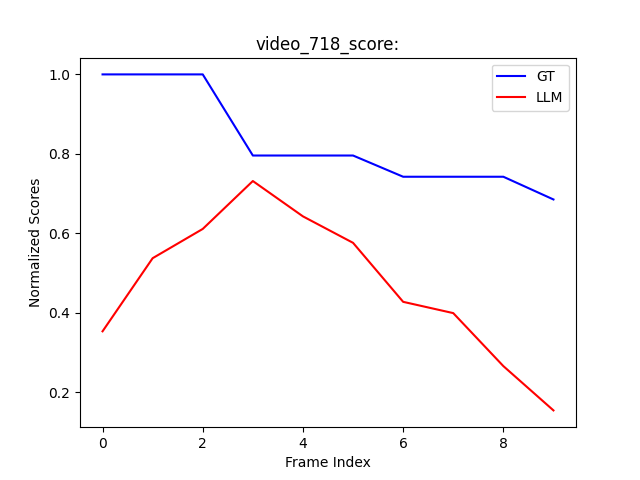 video_718_score:
GT
LLM
Normalized Scores
1.0
0.8
0.6
0.4
0.2
0 2 4 6 8
Frame Index